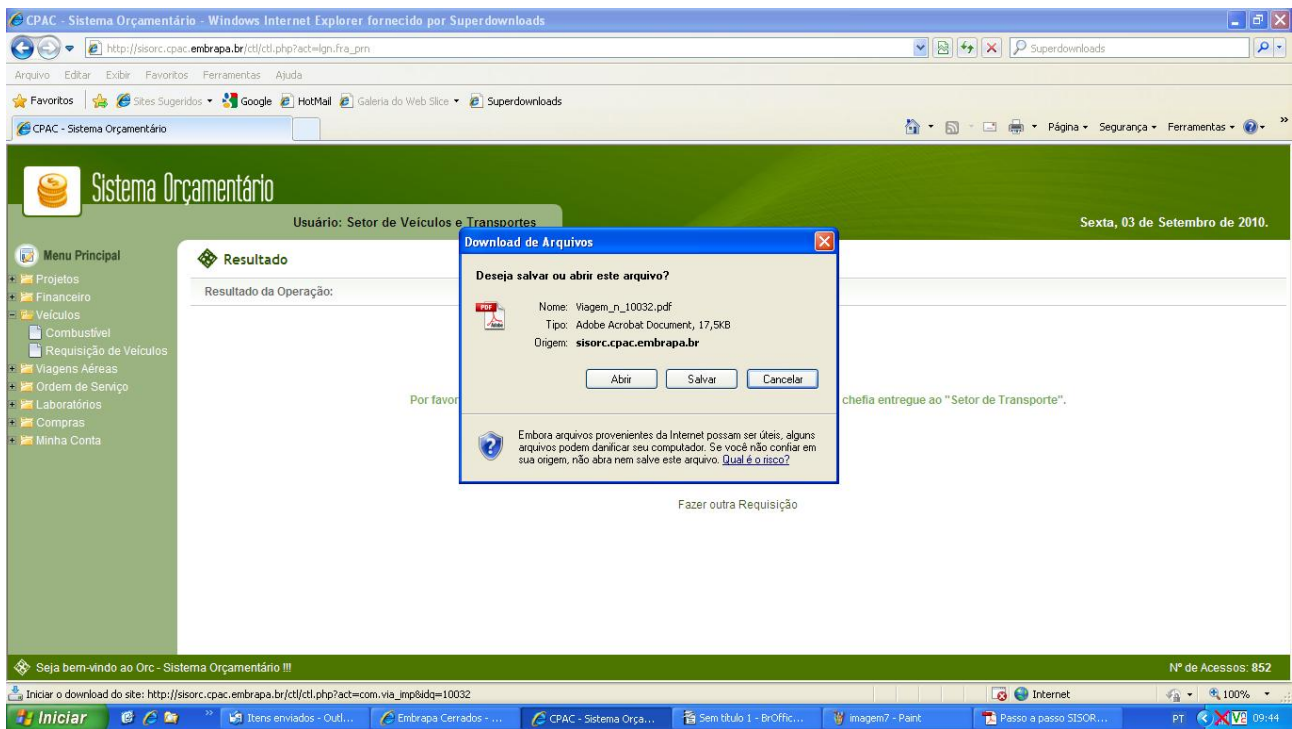 CPAC - Sistema Orçamentário - Windows Internet Explorer fornecido por Superdownloads
http://sisorc.cpac.embrapa.br/ctl/ctl.php?act=lgn.fra_prn
Superdownloads
Arquivo Editar Exibir Favoritos Ferramentas Ajuda
Favoritos Sites Sugeridos Google HotMail Galeria do Web Slice Superdownloads
CPAC - Sistema Orçamentário
Página Segurança Ferramentas
Sistema Orçamentário
Usuário: Setor de Veículos e Transportes
Sexta, 03 de Setembro de 2010.
Menu Principal
Projetos
Financeiro
Veículos
Combustível
Requisição de Veículos
Viagens Aéreas
Ordem de Serviço
Laboratórios
Compras
Minha Conta
Resultado
Resultado da Operação:
Por favor
chefia entregue ao "Setor de Transporte".
Download de Arquivos
Deseja salvar ou abrir este arquivo?
PDF
Adobe
Nome: Viagem_n_10032.pdf
Tipo: Adobe Acrobat Document, 17,5KB
Origem: sisorc.cpac.embrapa.br
Abrir Salvar Cancelar
Embora arquivos provenientes da Internet possam ser úteis, alguns
arquivos podem danificar seu computador. Se você não confiar em
sua origem, não abra nem salve este arquivo. Qual é o risco?
Fazer outra Requisição
Seja bem-vindo ao Orc - Sistema Orçamentário !!!
Nº de Acessos: 852
Iniciar o download do site: http://sisorc.cpac.embrapa.br/ctl/ctl.php?act=com.via_imp&idq=10032
Internet
100%
Iniciar
Itens enviados - Outl...
Embrapa Cerrados - ...
CPAC - Sistema Orça...
Sem título 1 - BrOffic...
imagem7 - Paint
Passo a passo SISOR...
PT
V2
09:44